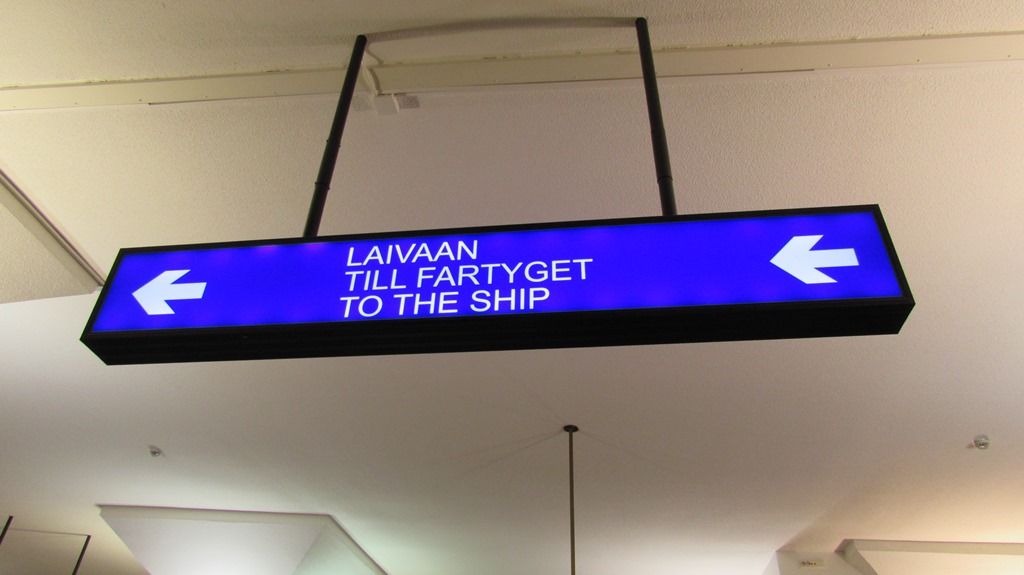 LAIVAAN
TILL FARTYGET
TO THE SHIP